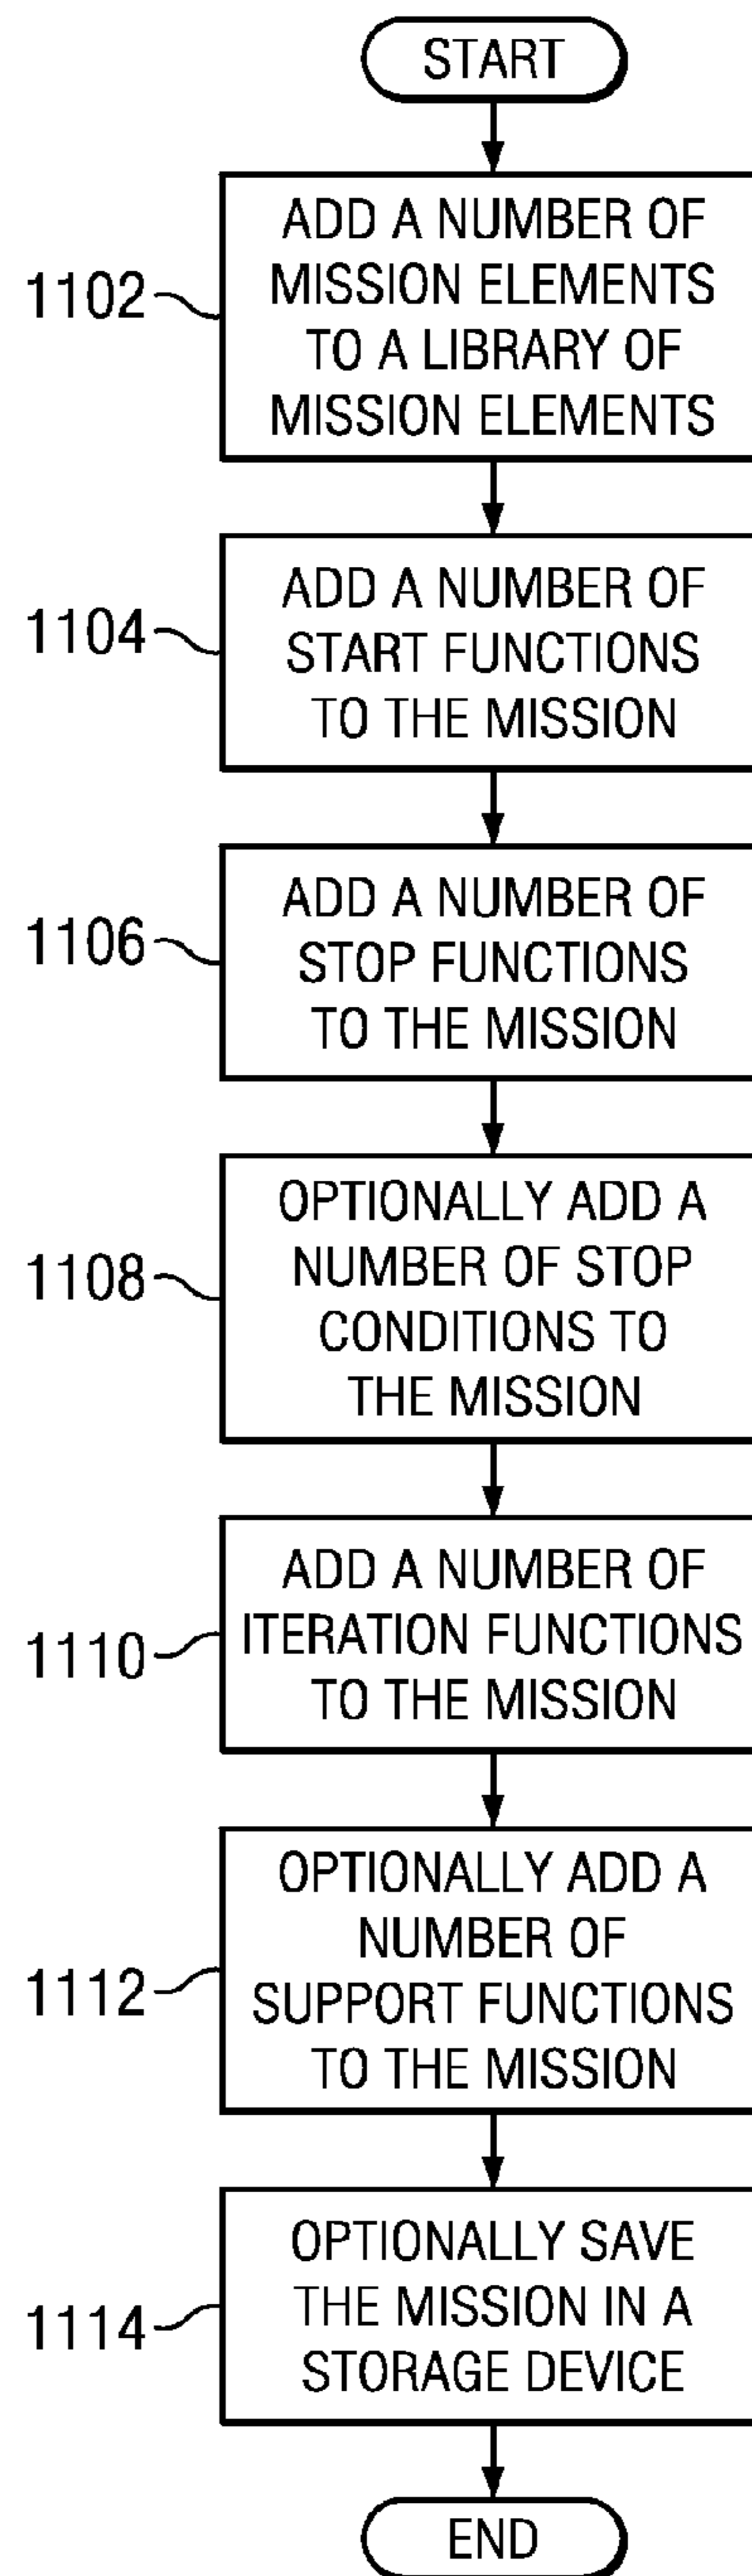 START
1102
ADD A NUMBER OF
MISSION ELEMENTS
TO A LIBRARY OF
MISSION ELEMENTS
1104
ADD A NUMBER OF
START FUNCTIONS
TO THE MISSION
1106
ADD A NUMBER OF
STOP FUNCTIONS
TO THE MISSION
1108
OPTIONALLY ADD A
NUMBER OF STOP
CONDITIONS TO
THE MISSION
1110
ADD A NUMBER OF
ITERATION FUNCTIONS
TO THE MISSION
1112
OPTIONALLY ADD A
NUMBER OF
SUPPORT FUNCTIONS
TO THE MISSION
1114
OPTIONALLY SAVE
THE MISSION IN A
STORAGE DEVICE
END